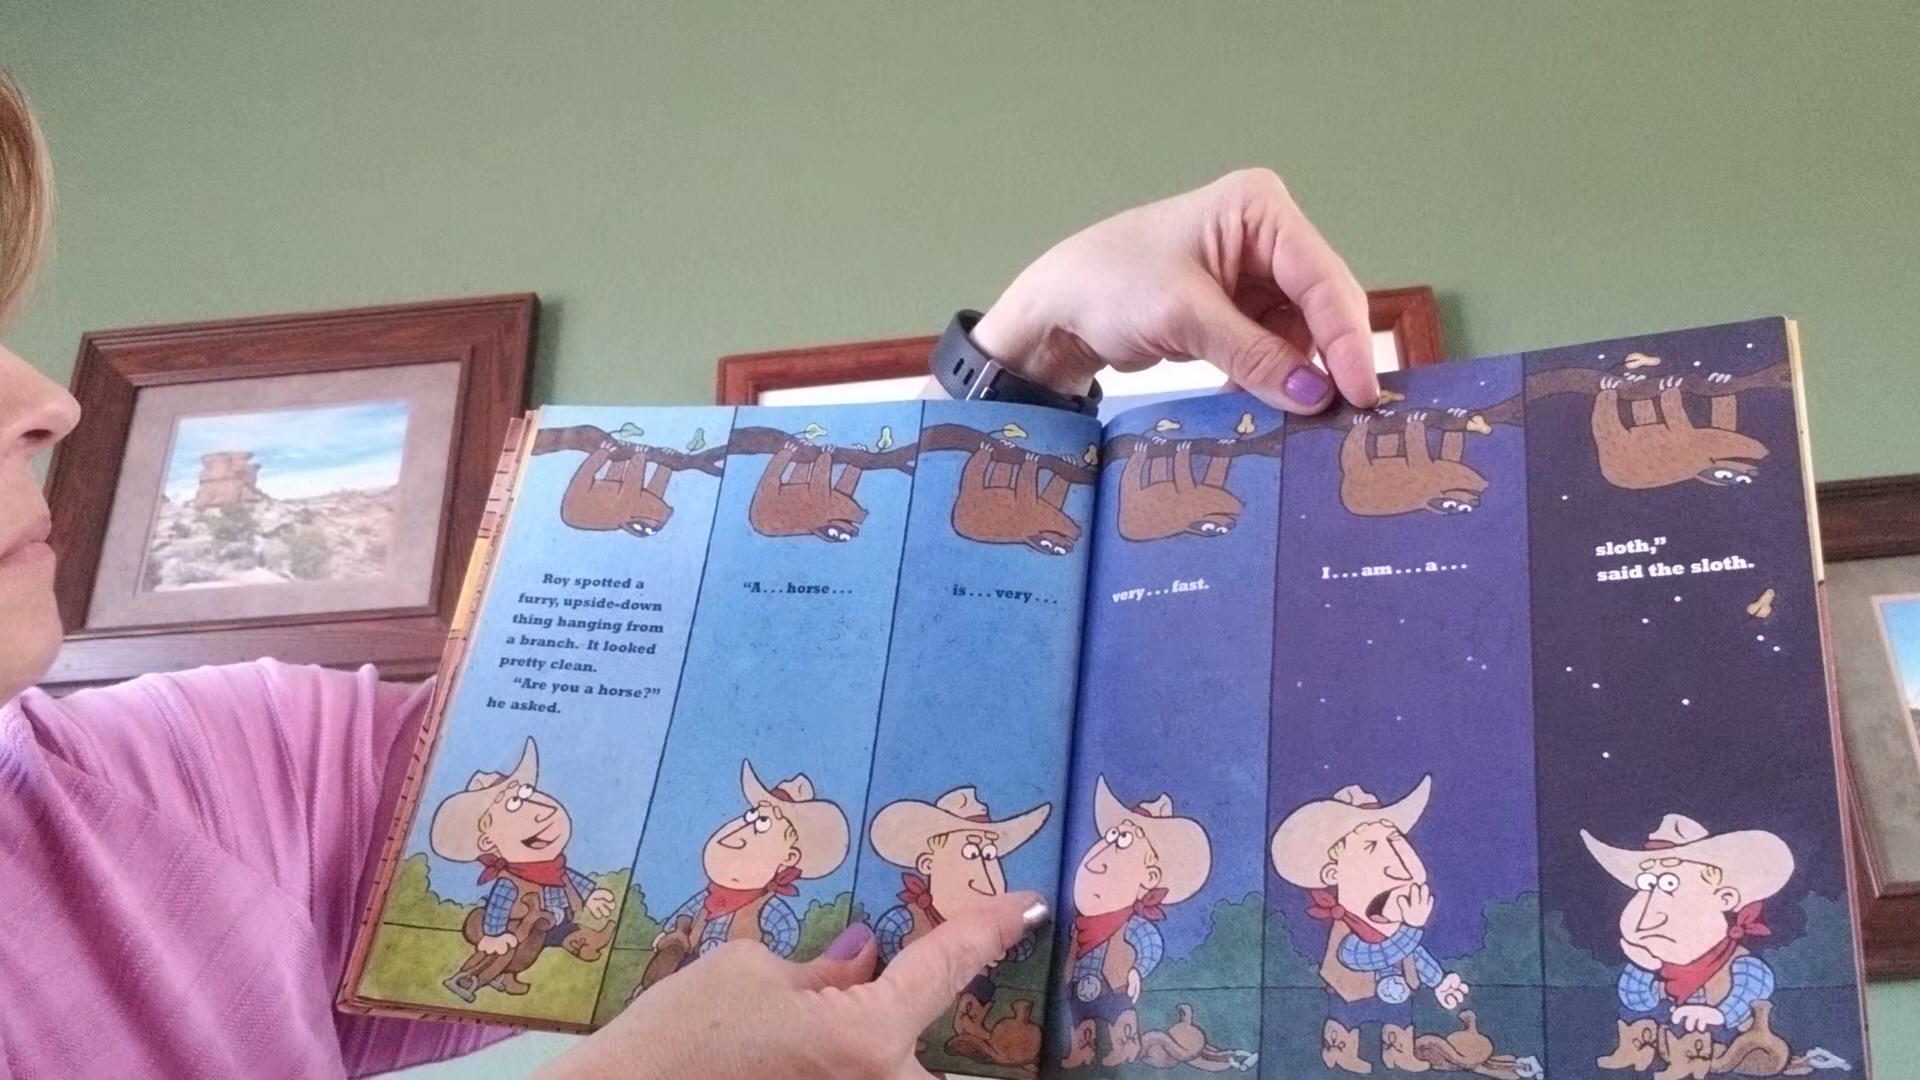 Roy spotted a
furry, upside-down
thing hanging from
a branch. It looked
pretty clean.
"Are you a horse?"
he asked.
"A...horse...
is...very...
very...fast.
I...am...a...
sloth,"
said the sloth.